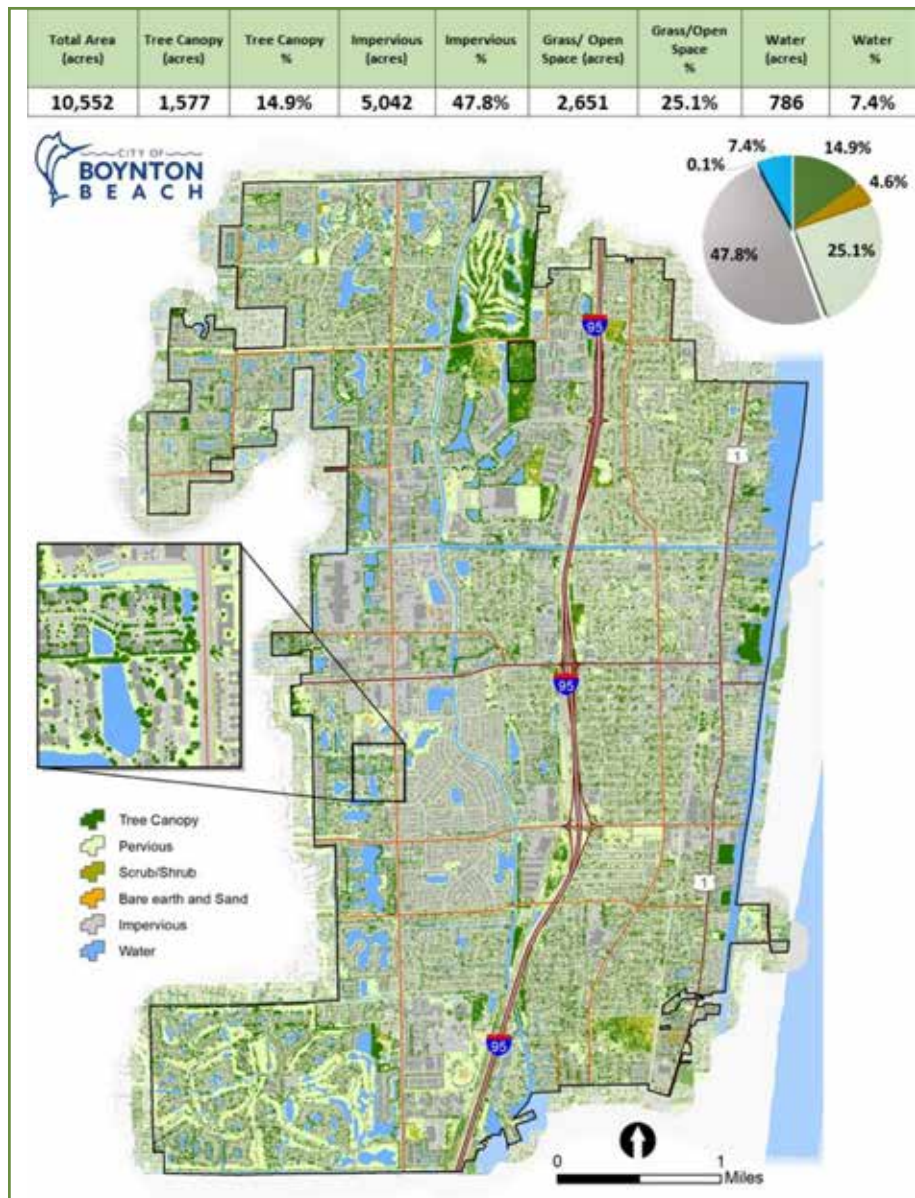 Total Area (acres)
Tree Canopy (acres)
Tree Canopy %
Impervious (acres)
Impervious %
Grass/ Open Space (acres)
Grass/Open Space %
Water (acres)
Water %
10,552
1,577
14.9%
5,042
47.8%
2,651
25.1%
786
7.4%
CITY OF
BOYNTON
BEACH
7.4%
14.9%
0.1%
4.6%
47.8%
25.1%
95
1
95
1
95
Tree Canopy
Pervious
Scrub/Shrub
Bare earth and Sand
Impervious
Water
0
1
Miles